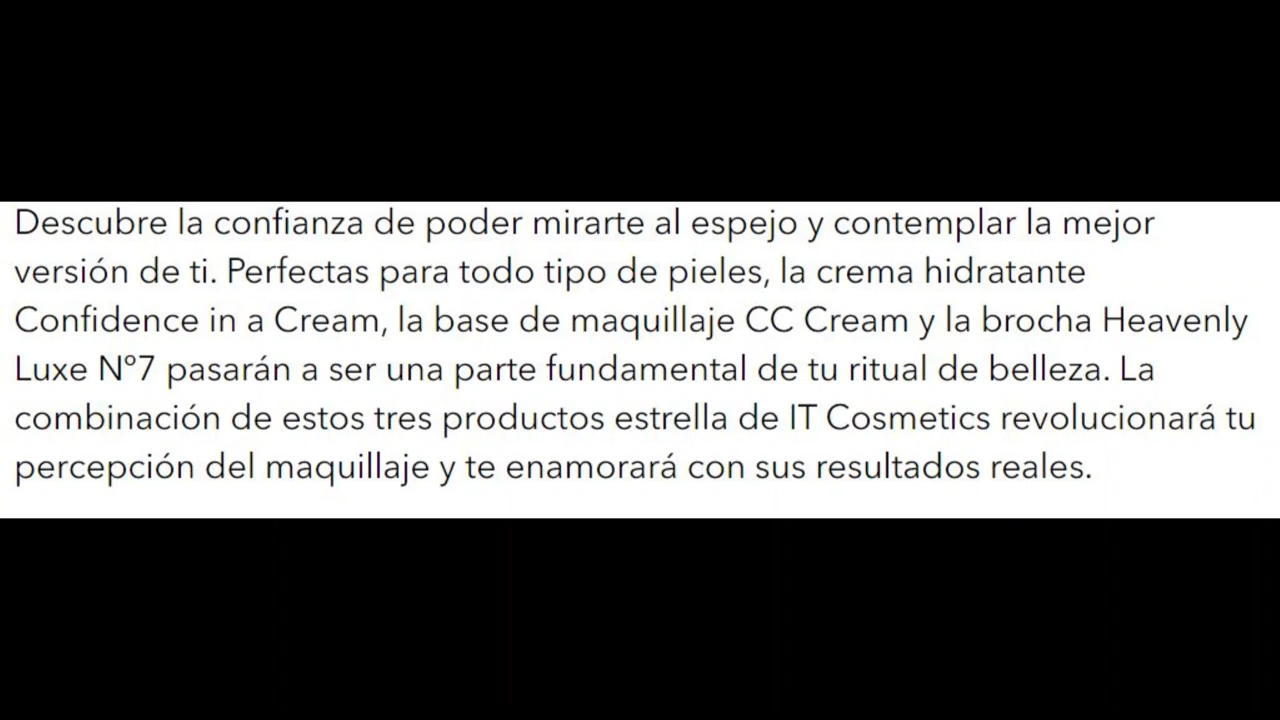 Descubre la confianza de poder mirarte al espejo y contemplar la mejor
versión de ti. Perfectas para todo tipo de pieles, la crema hidratante
Confidence in a Cream, la base de maquillaje CC Cream y la brocha Heavenly
Luxe Nº7 pasarán a ser una parte fundamental de tu ritual de belleza. La
combinación de estos tres productos estrella de IT Cosmetics revolucionará tu
percepción del maquillaje y te enamorará con sus resultados reales.